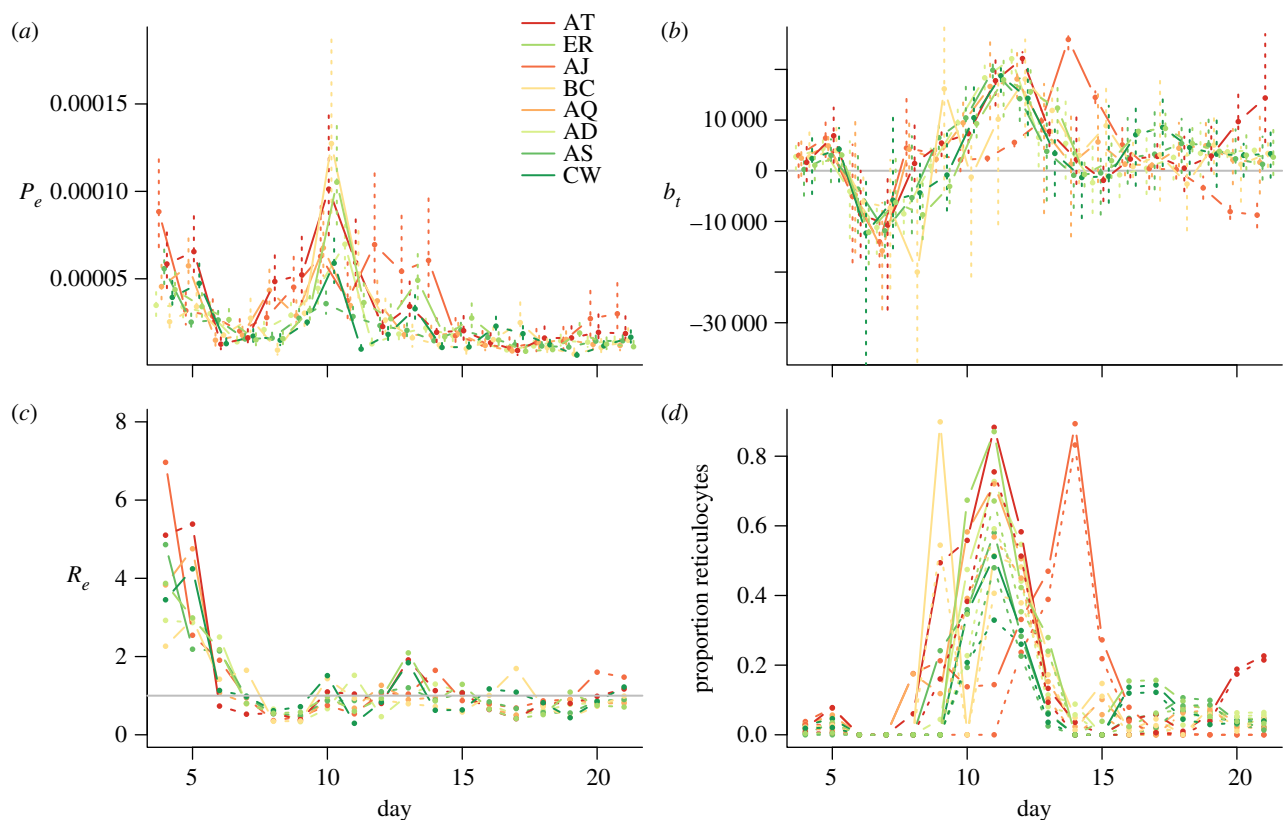 (a)
0.00015
0.00010
0.00005
P_e
AT
ER
AJ
BC
AQ
AD
AS
CW
(b)
10 000
0
−10 000
−30 000
b_t
5 10 15 20
(c)
8
6
4
2
0
R_e
5 10 15 20
day
(d)
0.8
0.6
0.4
0.2
0
proportion reticulocytes
5 10 15 20
day